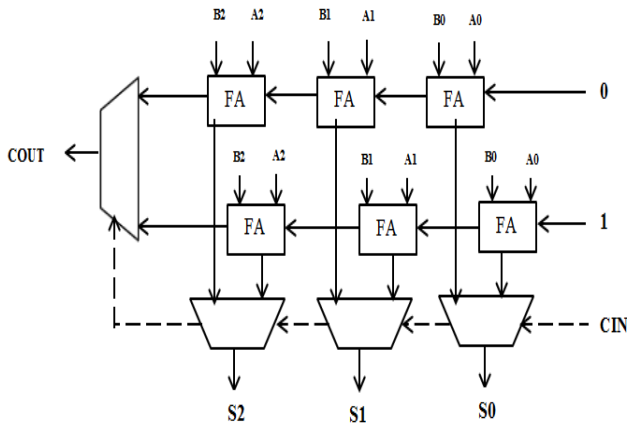 B2 A2 B1 A1 B0 A0
FA FA FA 0
COUT
B2 A2 B1 A1 B0 A0
FA FA FA 1
CIN
S2 S1 S0